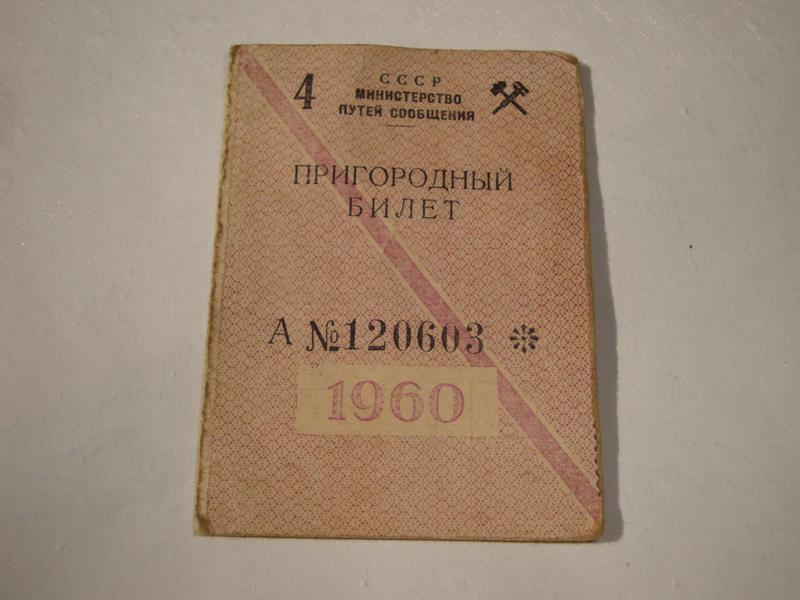 4
СССР
МИНИСТЕРСТВО
ПУТЕЙ СООБЩЕНИЯ
ПРИГОРОДНЫЙ
БИЛЕТ
А №120603
1960